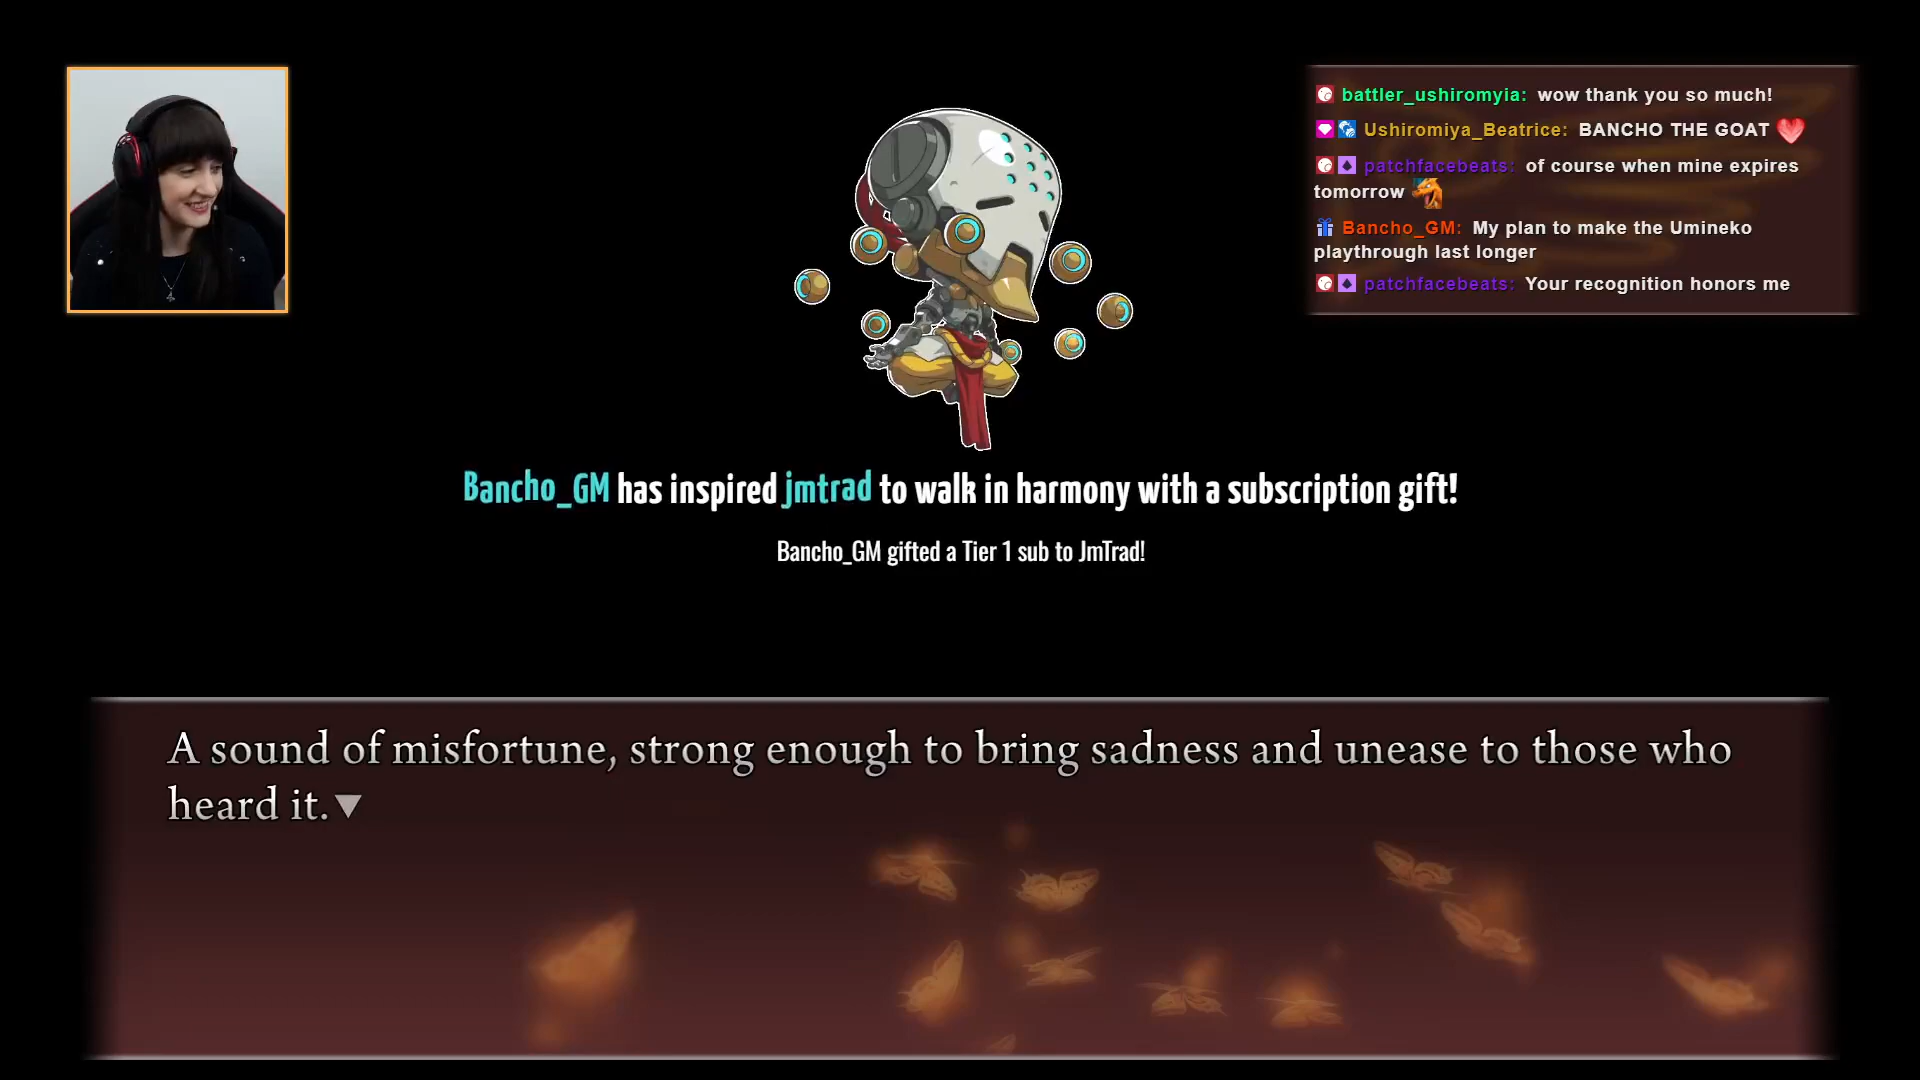 battler_ushiromyia: wow thank you so much!
Ushiromiya_Beatrice: BANCHO THE GOAT
patchfacebeats: of course when mine expires
tomorrow
Bancho_GM: My plan to make the Umineko
playthrough last longer
patchfacebeats: Your recognition honors me
Bancho_GM has inspired jmtrad to walk in harmony with a subscription gift!
Bancho_GM gifted a Tier 1 sub to JmTrad!
A sound of misfortune, strong enough to bring sadness and unease to those who
heard it.